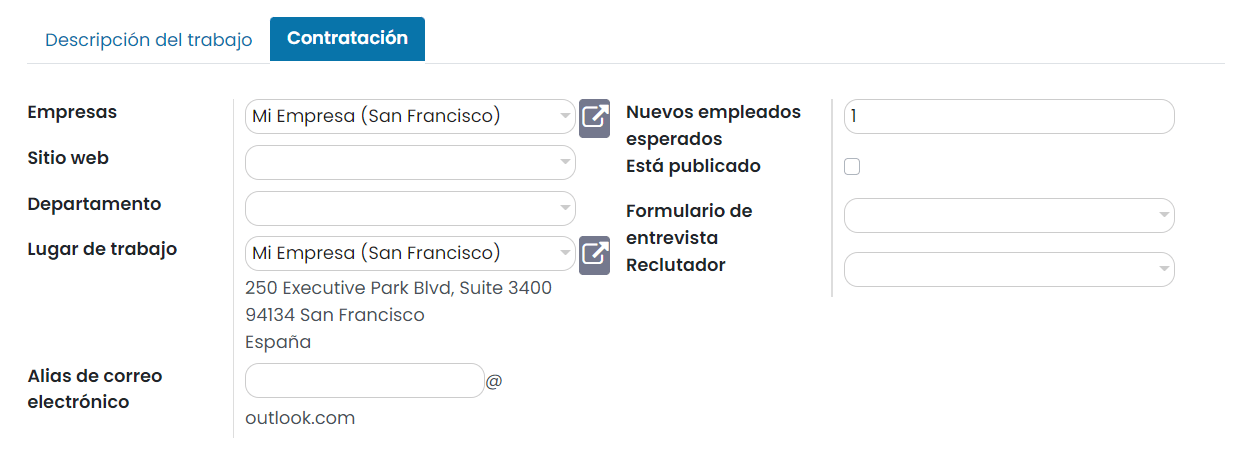 Descripción del trabajo
Contratación
Empresas
Mi Empresa (San Francisco)
Sitio web
Departamento
Lugar de trabajo
Mi Empresa (San Francisco)
250 Executive Park Blvd, Suite 3400
94134 San Francisco
España
Alias de correo
electrónico
@
outlook.com
Nuevos empleados
esperados
1
Está publicado
Formulario de
entrevista
Reclutador